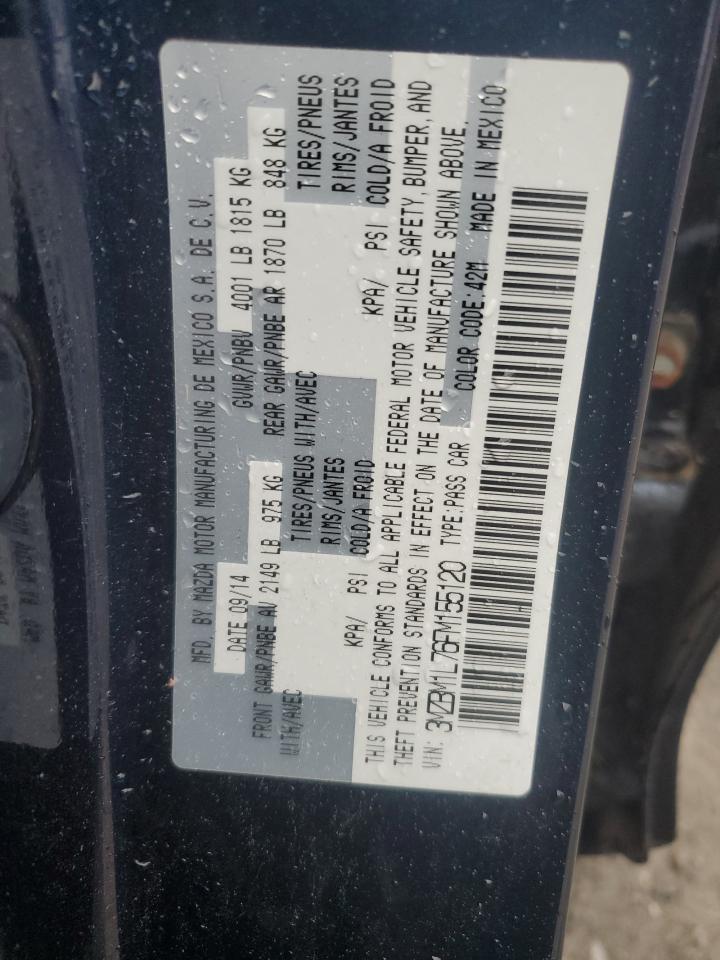 MFD. BY MAZDA MOTOR MANUFACTURING DE MEXICO S.A. DE C.V.
DATE 09/14 GVWR/PNBV 4001 LB 1815 KG
FRONT GAWR/PNBE AV 2149 LB 975 KG REAR GAWR/PNBE AR 1870 LB 848 KG
WITH/AVEC TIRES/PNEUS WITH/AVEC TIRES/PNEUS
RIMS/JANTES RIMS/JANTES
KPA/ PSI COLD/A FROID KPA/ PSI COLD/A FROID
THIS VEHICLE CONFORMS TO ALL APPLICABLE FEDERAL MOTOR VEHICLE SAFETY, BUMPER, AND
THEFT PREVENTION STANDARDS IN EFFECT ON THE DATE OF MANUFACTURE SHOWN ABOVE.
VIN: 3MZBM1L76FM155120 TYPE:PASS CAR COLOR CODE:42M MADE IN MEXICO